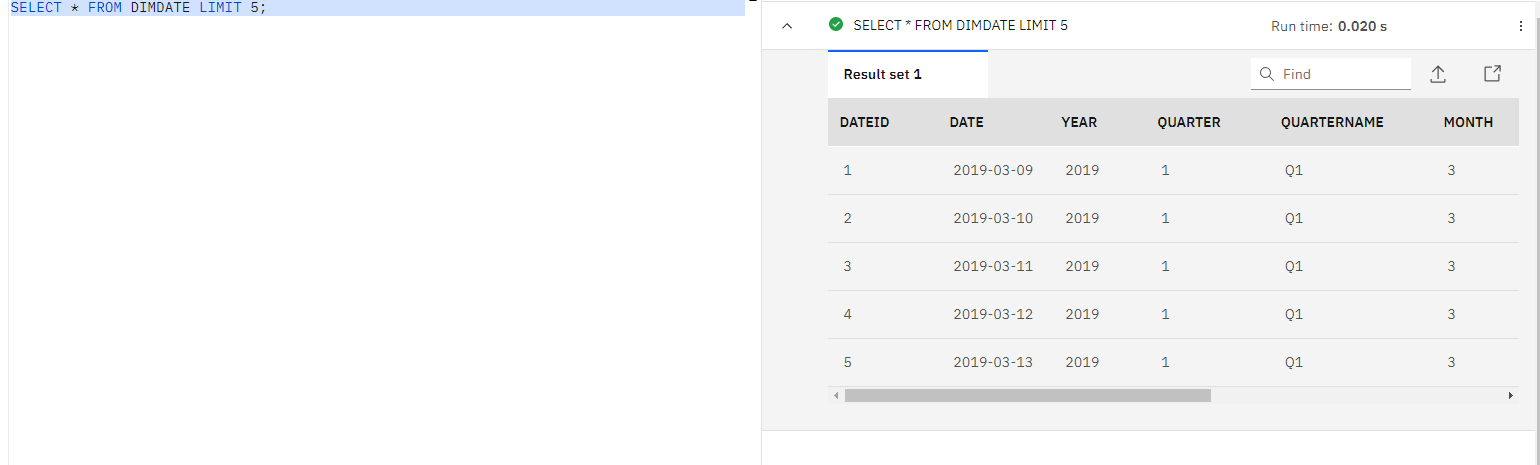 SELECT * FROM DIMDATE LIMIT 5;
SELECT * FROM DIMDATE LIMIT 5 Run time: 0.020 s
Result set 1 Find
DATEID DATE YEAR QUARTER QUARTERNAME MONTH
1 2019-03-09 2019 1 Q1 3
2 2019-03-10 2019 1 Q1 3
3 2019-03-11 2019 1 Q1 3
4 2019-03-12 2019 1 Q1 3
5 2019-03-13 2019 1 Q1 3